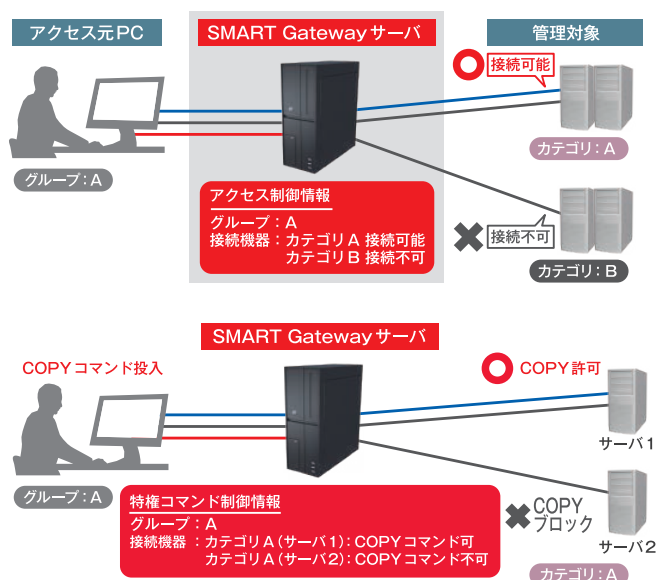 アクセス元PC
SMART Gatewayサーバ
管理対象
接続可能
カテゴリ：A
グループ：A
アクセス制御情報
グループ：A
接続機器：カテゴリA 接続可能
カテゴリB 接続不可
接続不可
カテゴリ：B
SMART Gatewayサーバ
COPYコマンド投入
COPY許可
サーバ1
グループ：A
特権コマンド制御情報
グループ：A
接続機器：カテゴリA（サーバ1）：COPYコマンド可
カテゴリA（サーバ2）：COPYコマンド不可
COPY
ブロック
サーバ2
カテゴリ：A